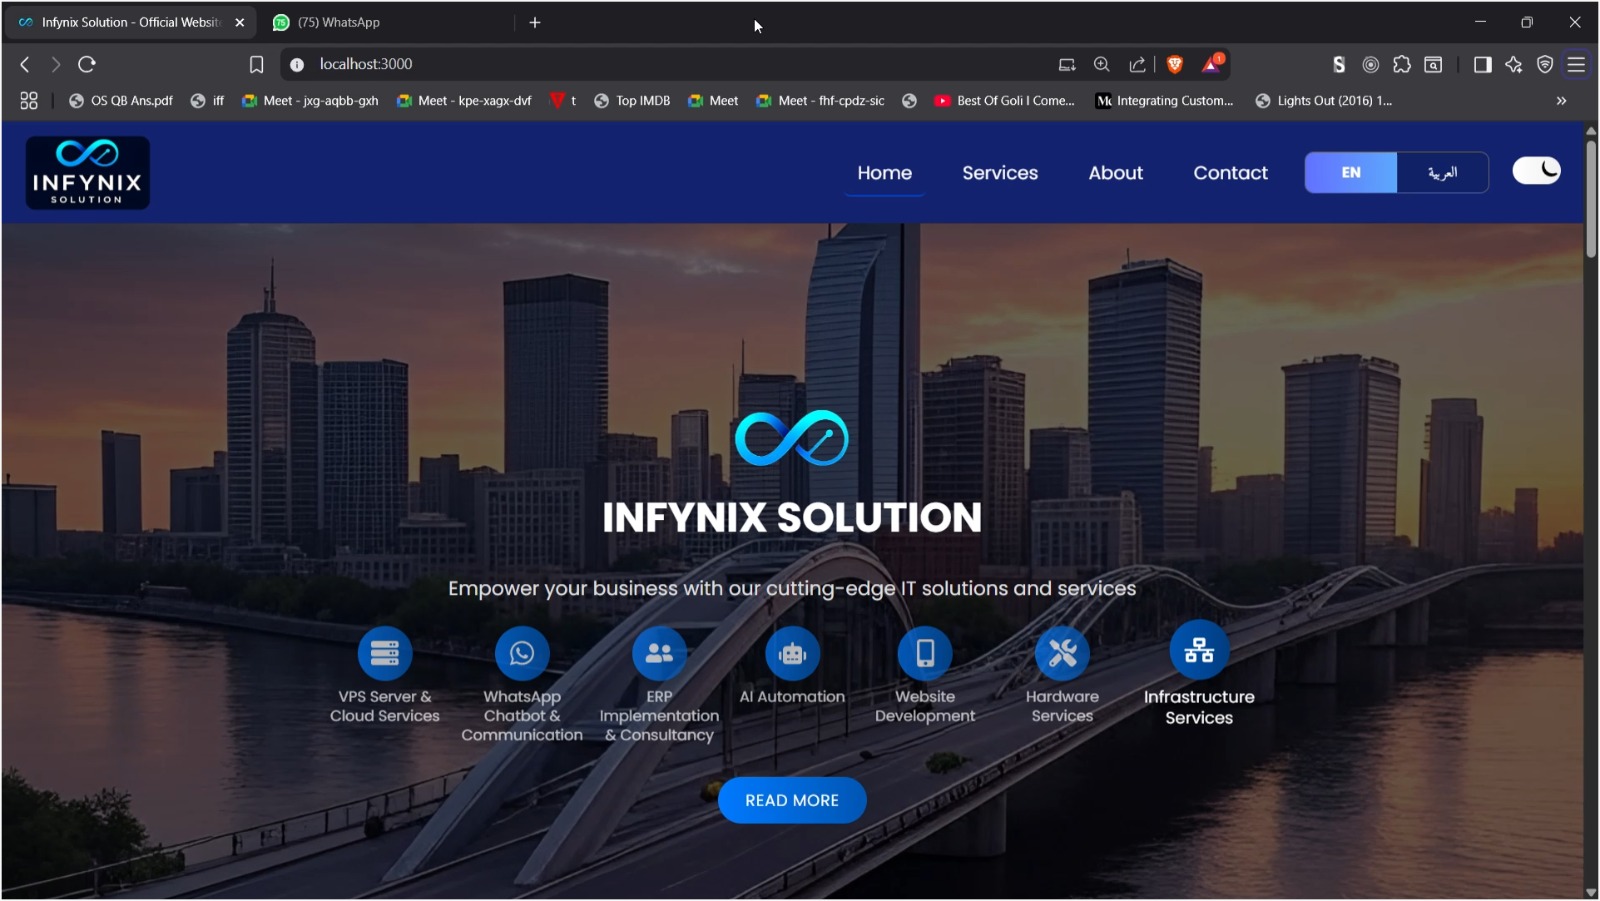 Infynix Solution - Official Website
75
(75) WhatsApp
localhost:3000
1
OS QB Ans.pdf
iff
Meet - jxg-aqbb-gxh
Meet - kpe-xagx-dvf
t
Top IMDB
Meet
Meet - fhf-cpdz-sic
Best Of Goli I Come...
Integrating Custom...
Lights Out (2016) 1...
INFYNIX
SOLUTION
Home
Services
About
Contact
EN
العربية
INFYNIX SOLUTION
Empower your business with our cutting-edge IT solutions and services
VPS Server &
Cloud Services
WhatsApp
Chatbot &
Communication
ERP
Implementation
& Consultancy
AI Automation
Website
Development
Hardware
Services
Infrastructure
Services
READ MORE